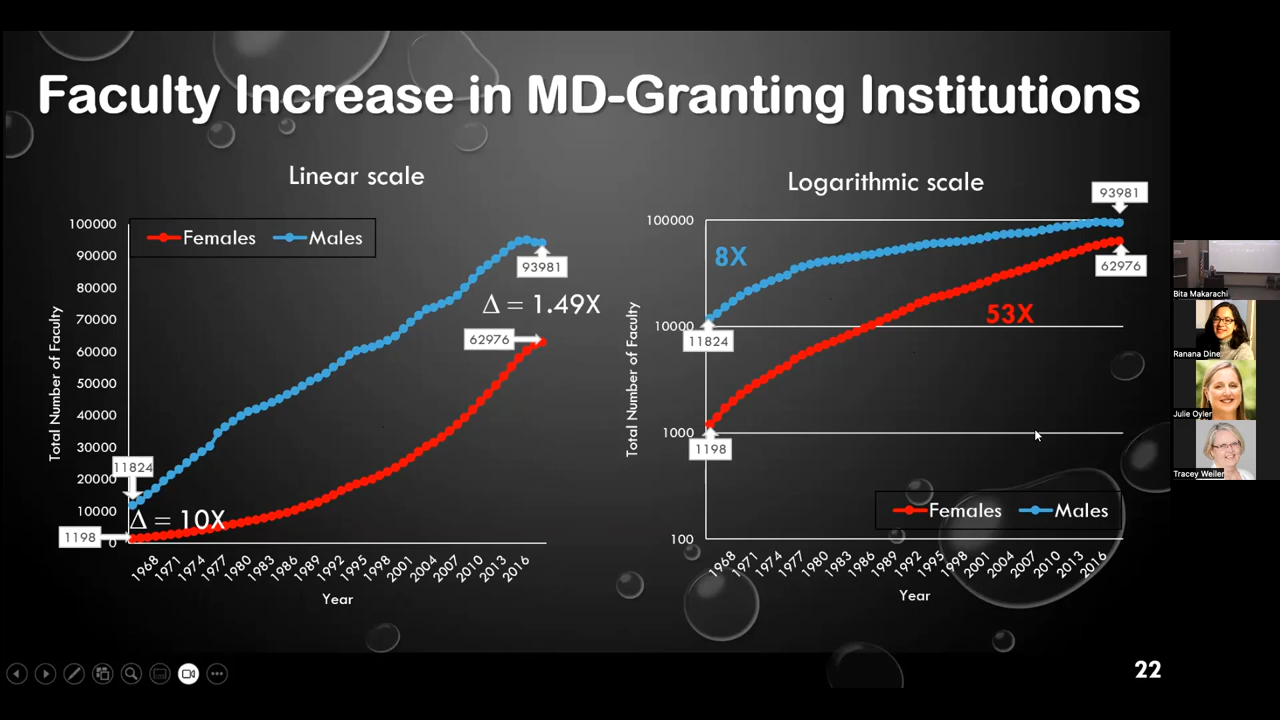 Faculty Increase in MD-Granting Institutions
Linear scale
Total Number of Faculty
100000
90000
80000
70000
60000
50000
40000
30000
20000
10000
0
Females Males
93981
Δ = 1.49X
62976
11824
Δ = 10X
1198
1968 1971 1974 1977 1980 1983 1986 1989 1992 1995 1998 2001 2004 2007 2010 2013 2016
Year
Logarithmic scale
Total Number of Faculty
100000
10000
1000
100
93981
8X
62976
53X
11824
1198
Females Males
1968 1971 1974 1977 1980 1983 1986 1989 1992 1995 1998 2001 2004 2007 2010 2013 2016
Year
22
Bita Makarachi
Ranana Dine
Julie Oyler
Tracey Weiler